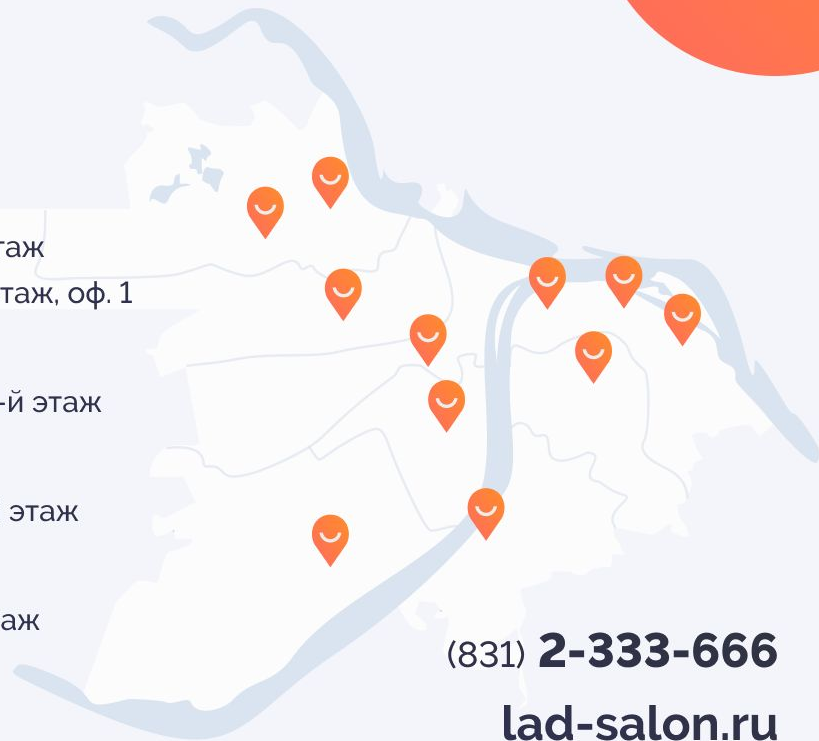 таж
таж, оф. 1
-й этаж
этаж
аж
(831) 2-333-666
lad-salon.ru